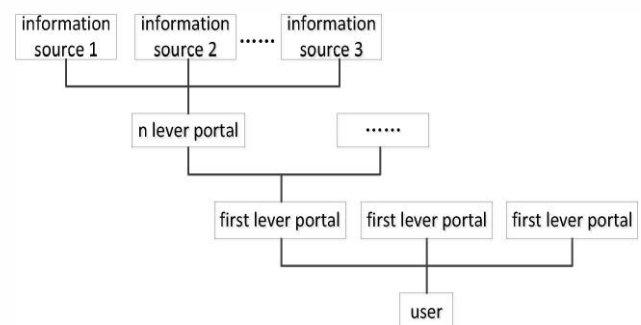 information
source 1
information
source 2
......
information
source 3
n lever portal
......
first lever portal
first lever portal
first lever portal
user